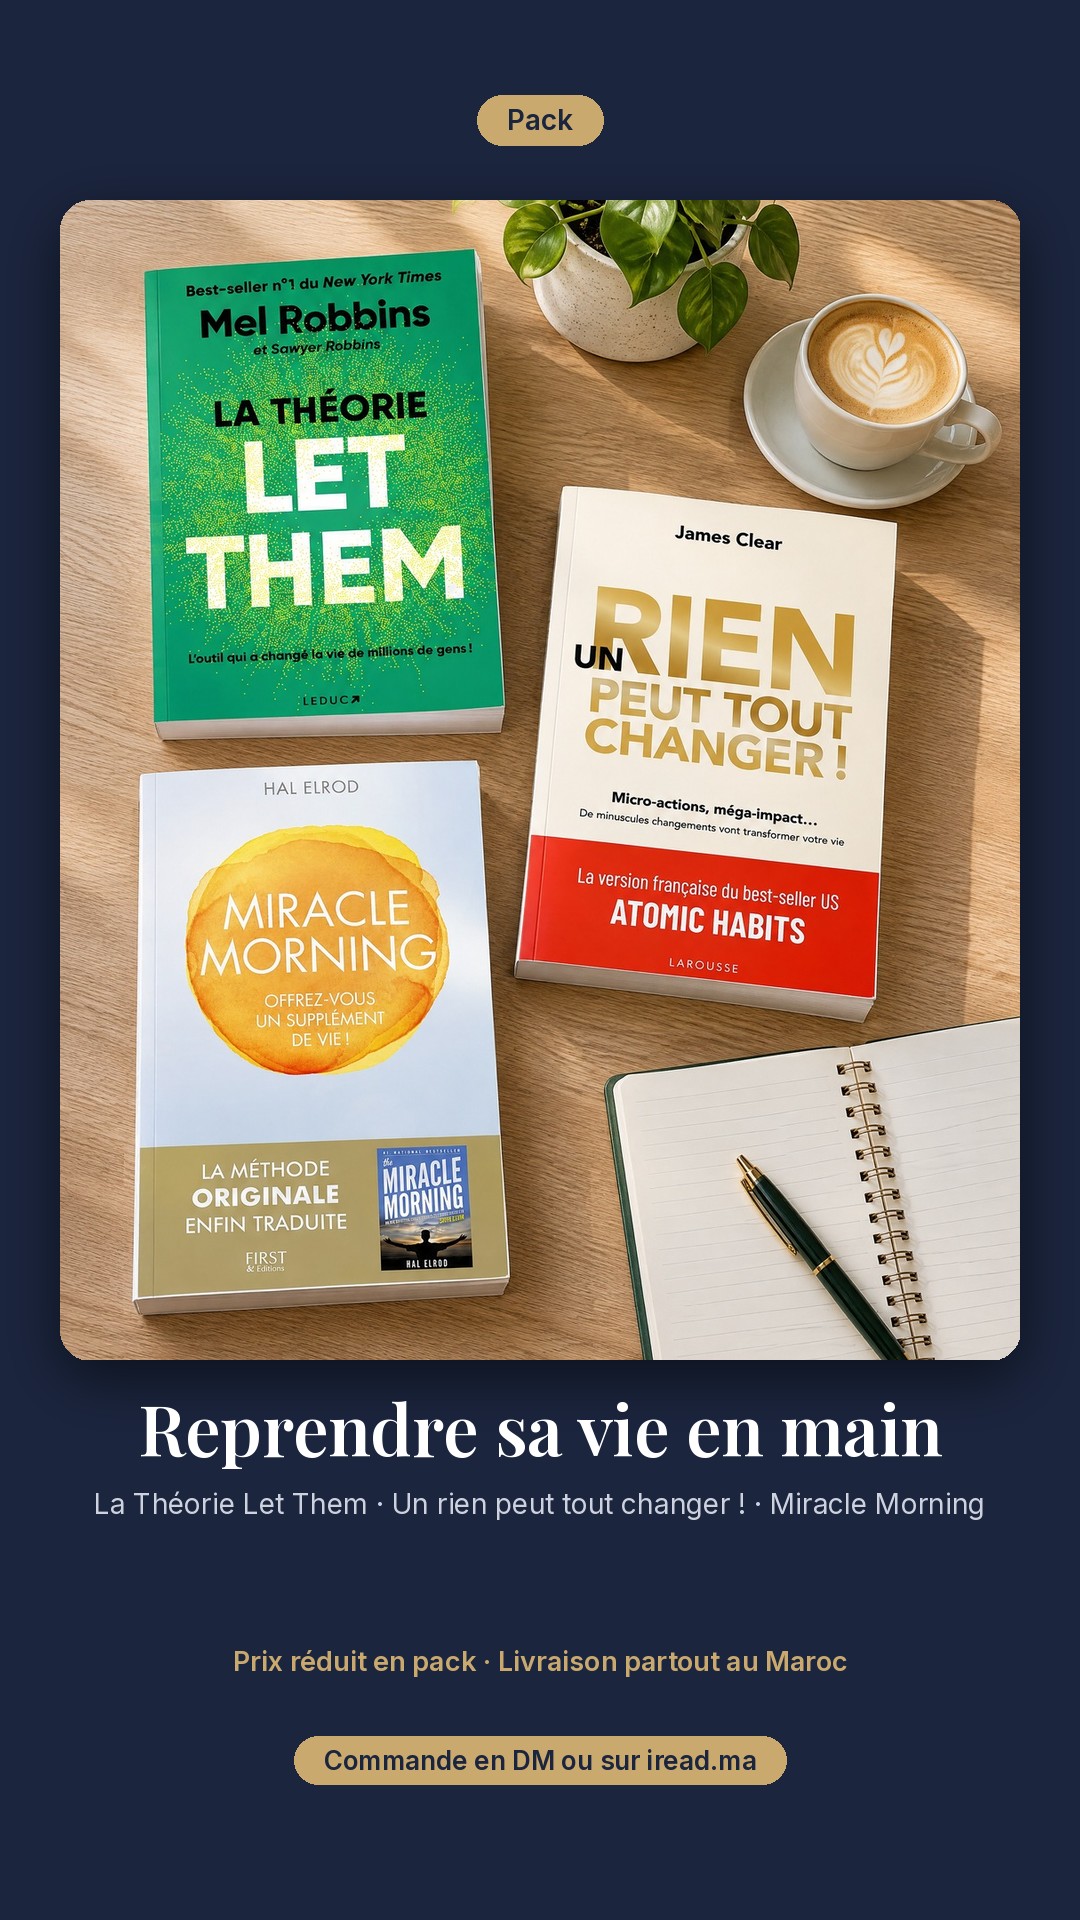 Pack
Best-seller n°1 du New York Times
Mel Robbins
et Sawyer Robbins
LA THÉORIE
LET
THEM
L'outil qui a changé la vie de millions de gens !
LEDUC
James Clear
UN RIEN
PEUT TOUT
CHANGER !
Micro-actions, méga-impact...
De minuscules changements vont transformer votre vie
La version française du best-seller US
ATOMIC HABITS
LAROUSSE
HAL ELROD
MIRACLE
MORNING
OFFREZ-VOUS
UN SUPPLÉMENT
DE VIE !
LA MÉTHODE
ORIGINALE
ENFIN TRADUITE
FIRST
& Editions
#1 NATIONAL BESTSELLER
the
MIRACLE
MORNING
HAL ELROD
Reprendre sa vie en main
La Théorie Let Them · Un rien peut tout changer ! · Miracle Morning
Prix réduit en pack · Livraison partout au Maroc
Commande en DM ou sur iread.ma